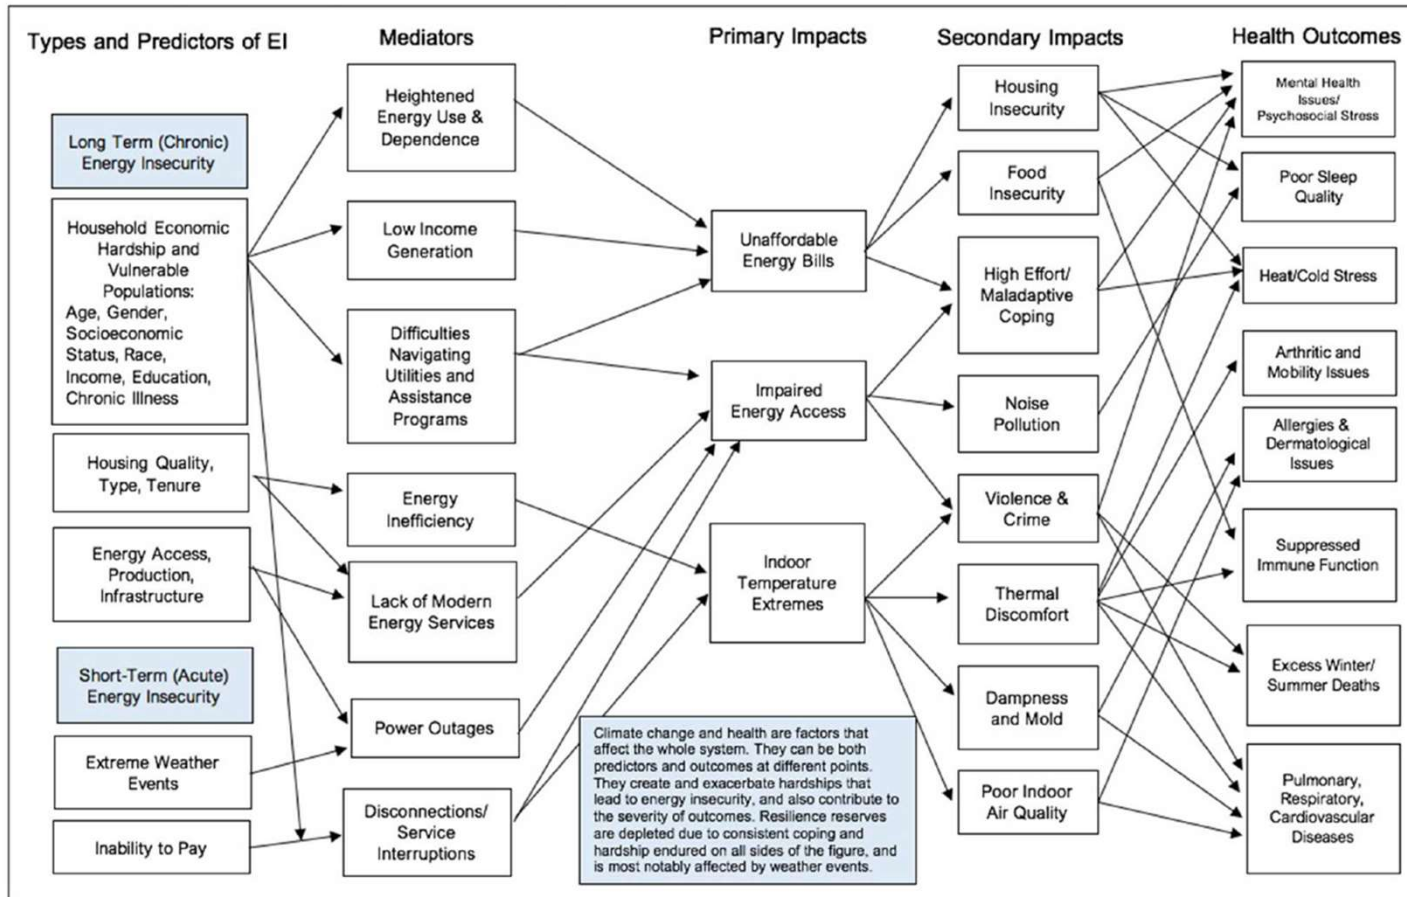 Types and Predictors of EI
Mediators
Primary Impacts
Secondary Impacts
Health Outcomes
Long Term (Chronic)
Energy Insecurity
Household Economic
Hardship and
Vulnerable
Populations:
Age, Gender,
Socioeconomic
Status, Race,
Income, Education,
Chronic Illness
Housing Quality,
Type, Tenure
Energy Access,
Production,
Infrastructure
Short-Term (Acute)
Energy Insecurity
Extreme Weather
Events
Inability to Pay
Heightened
Energy Use &
Dependence
Low Income
Generation
Difficulties
Navigating
Utilities and
Assistance
Programs
Energy
Inefficiency
Lack of Modern
Energy Services
Power Outages
Disconnections/
Service
Interruptions
Unaffordable
Energy Bills
Impaired
Energy Access
Indoor
Temperature
Extremes
Climate change and health are factors that
affect the whole system. They can be both
predictors and outcomes at different points.
They create and exacerbate hardships that
lead to energy insecurity, and also contribute to
the severity of outcomes. Resilience reserves
are depleted due to consistent coping and
hardship endured on all sides of the figure, and
is most notably affected by weather events.
Housing
Insecurity
Food
Insecurity
High Effort/
Maladaptive
Coping
Noise
Pollution
Violence &
Crime
Thermal
Discomfort
Dampness
and Mold
Poor Indoor
Air Quality
Mental Health
Issues/
Psychosocial Stress
Poor Sleep
Quality
Heat/Cold Stress
Arthritic and
Mobility Issues
Allergies &
Dermatological
Issues
Suppressed
Immune Function
Excess Winter/
Summer Deaths
Pulmonary,
Respiratory,
Cardiovascular
Diseases